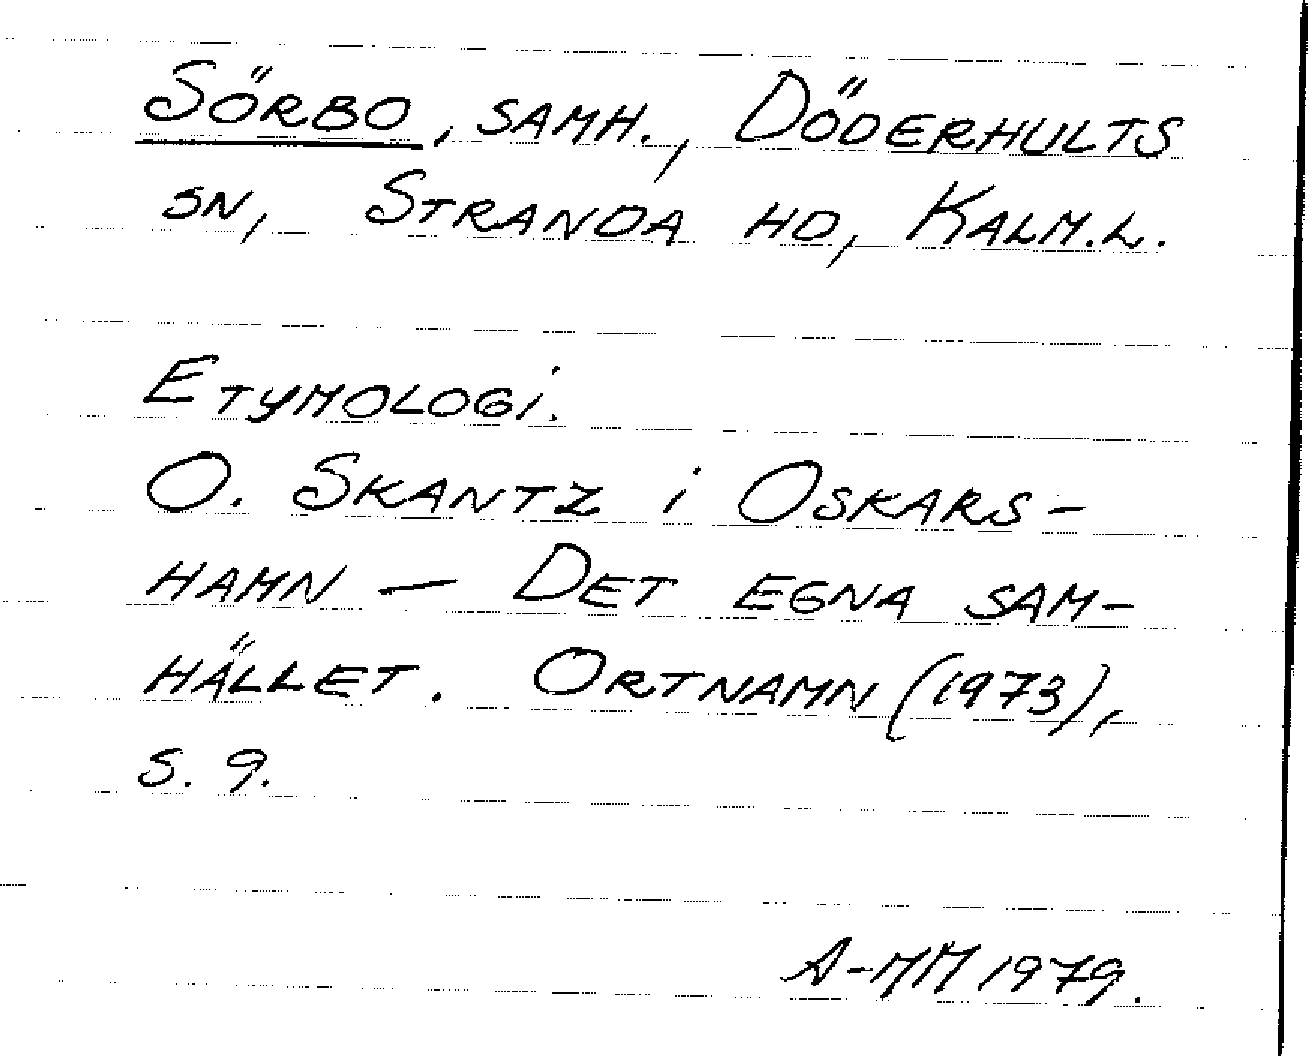 SÖRBO, SAMH., DÖDERHULTS
SN, STRANDA HD, KALM.L.
ETYMOLOGI.
O. SKANTZ i OSKARS-
HAMN — DET EGNA SAM-
HÄLLET. ORTNAMN (1973),
S. 9.
A-MM 1979.